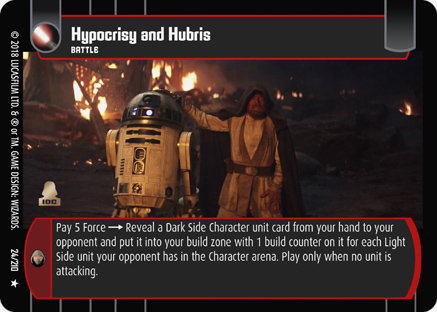 Hypocrisy and Hubris
BATTLE
© 2018 LUCASFILM LTD. & ® or TM. GAME DESIGN: WIZARDS.
24/210
IDC
Pay 5 Force → Reveal a Dark Side Character unit card from your hand to your
opponent and put it into your build zone with 1 build counter on it for each Light
Side unit your opponent has in the Character arena. Play only when no unit is
attacking.